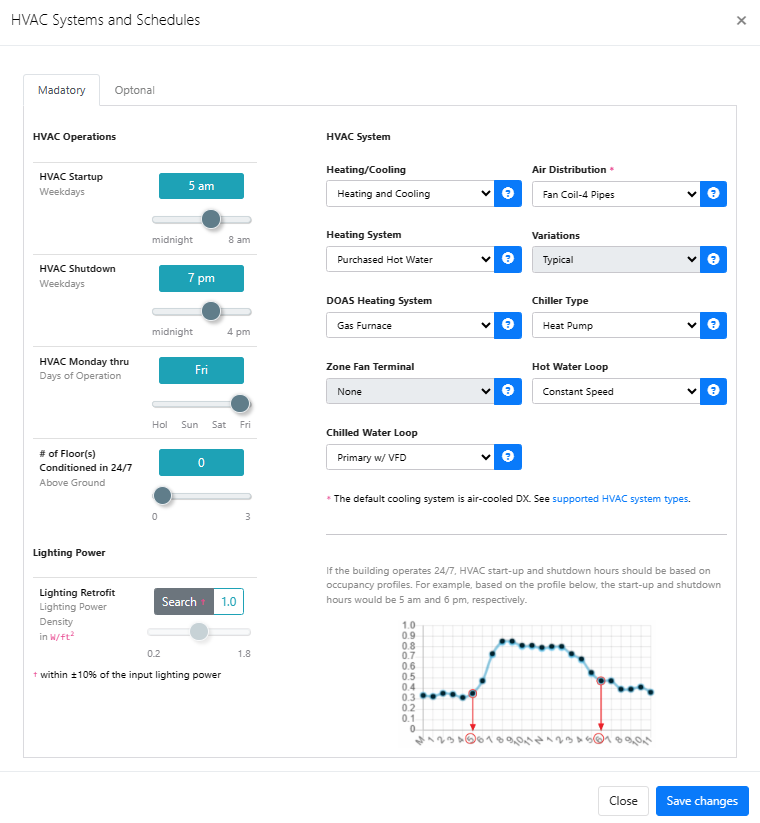 HVAC Systems and Schedules
×
Madatory
Optonal
HVAC Operations
HVAC Startup
Weekdays
5 am
midnight
8 am
HVAC Shutdown
Weekdays
7 pm
midnight
4 pm
HVAC Monday thru
Days of Operation
Fri
Hol Sun Sat Fri
# of Floor(s)
Conditioned in 24/7
Above Ground
0
0
3
Lighting Power
Lighting Retrofit
Lighting Power
Density
in W/ft²
Search †
1.0
0.2
1.8
† within ±10% of the input lighting power
HVAC System
Heating/Cooling
Heating and Cooling
?
Air Distribution *
Fan Coil-4 Pipes
?
Heating System
Purchased Hot Water
?
Variations
Typical
?
DOAS Heating System
Gas Furnace
?
Chiller Type
Heat Pump
?
Zone Fan Terminal
None
?
Hot Water Loop
Constant Speed
?
Chilled Water Loop
Primary w/ VFD
?
* The default cooling system is air-cooled DX. See supported HVAC system types.
If the building operates 24/7, HVAC start-up and shutdown hours should be based on
occupancy profiles. For example, based on the profile below, the start-up and shutdown
hours would be 5 am and 6 pm, respectively.
1.0
0.9
0.8
0.7
0.6
0.5
0.4
0.3
0.2
0.1
0
M 1 2 3 4 5 6 7 8 9 10 11 N 1 2 3 4 5 6 7 8 9 10 11
Close
Save changes